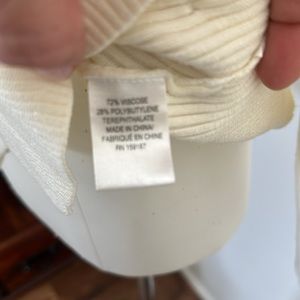 72% VISCOSE
28% POLYBUTYLENE
TEREPHTHALATE
MADE IN CHINA/
FABRIQUÉ EN CHINE
RN 159187